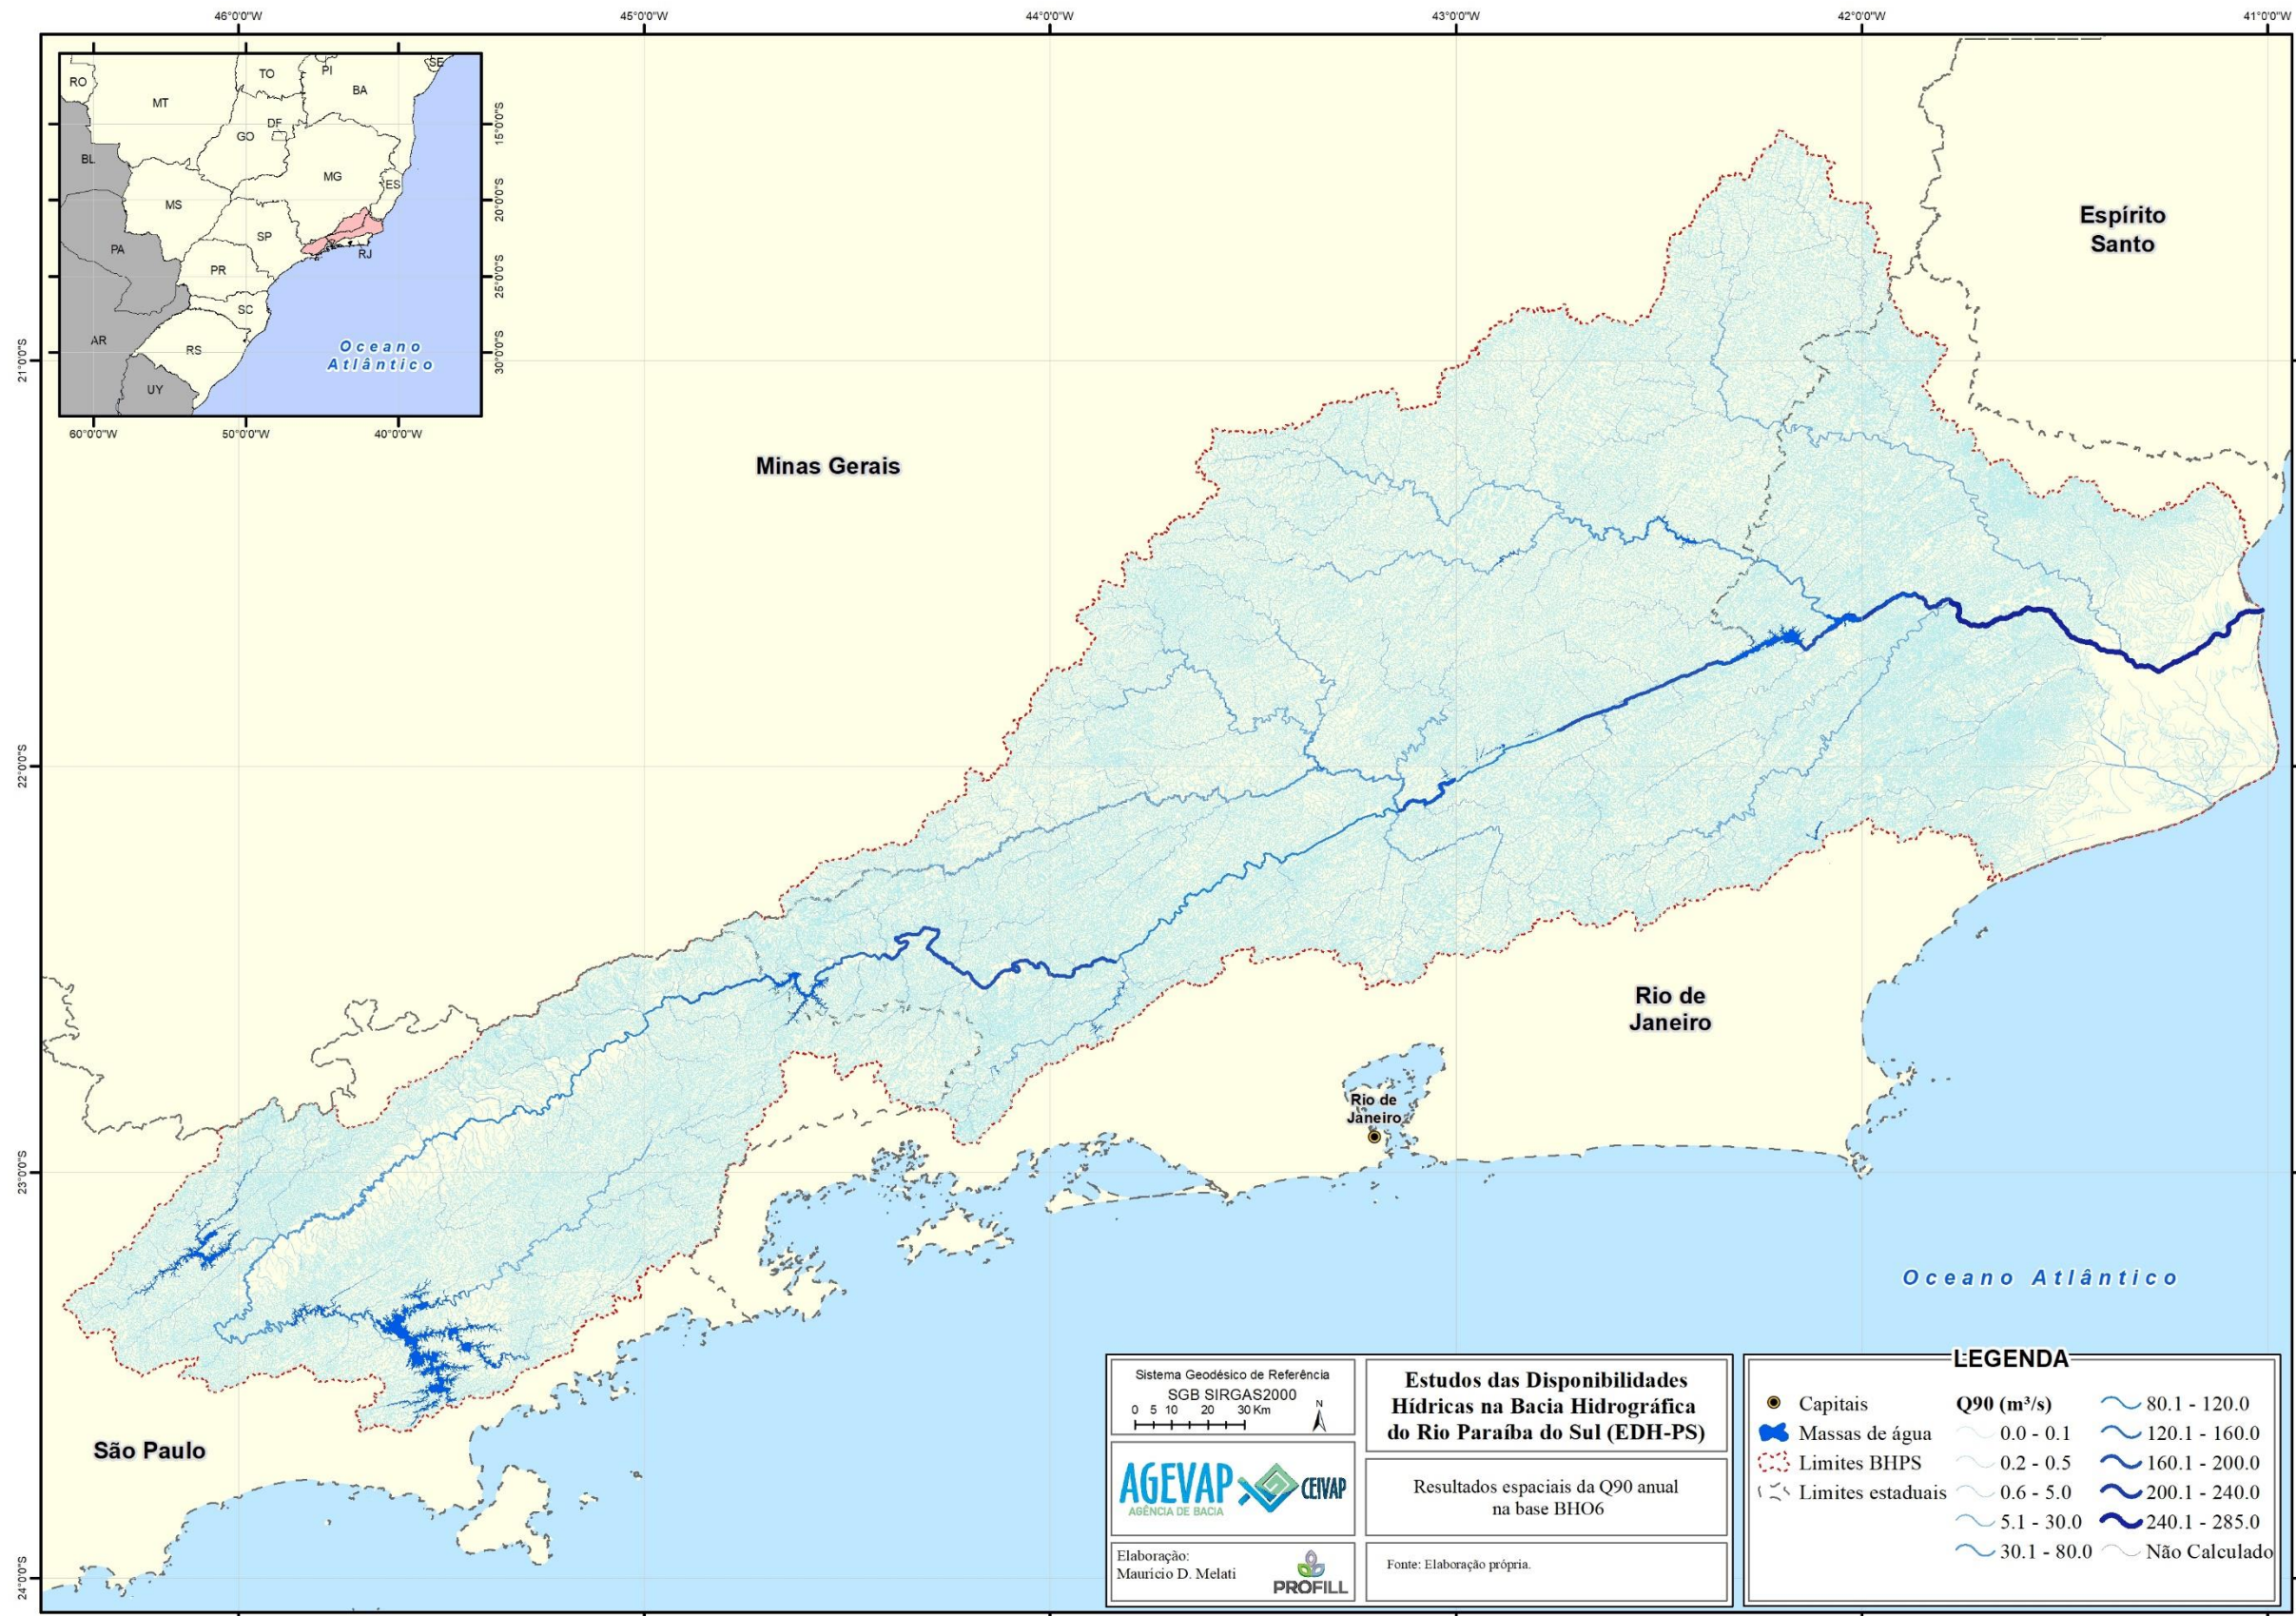 46°0'0"W
45°0'0"W
44°0'0"W
43°0'0"W
42°0'0"W
41°0'0"W
SE
TO
PI
RO
BA
MT
DF
GO
BL
MG
ES
MS
SP
PA
RJ
PR
SC
AR
RS
UY
Oceano
Atlântico
15°0'0"S
20°0'0"S
25°0'0"S
30°0'0"S
60°0'0"W
50°0'0"W
40°0'0"W
21°0'0"S
22°0'0"S
23°0'0"S
24°0'0"S
Espírito
Santo
Minas Gerais
Rio de
Janeiro
Rio de
Janeiro
São Paulo
Oceano Atlântico
Sistema Geodésico de Referência
SGB SIRGAS2000
0 5 10 20 30 Km
N
AGEVAP
AGÊNCIA DE BACIA
CEIVAP
Elaboração:
Mauricio D. Melati
PROFILL
Estudos das Disponibilidades
Hídricas na Bacia Hidrográfica
do Rio Paraíba do Sul (EDH-PS)
Resultados espaciais da Q90 anual
na base BHO6
Fonte: Elaboração própria.
LEGENDA
Capitais
Massas de água
Limites BHPS
Limites estaduais
Q90 (m³/s)
0.0 - 0.1
0.2 - 0.5
0.6 - 5.0
5.1 - 30.0
30.1 - 80.0
80.1 - 120.0
120.1 - 160.0
160.1 - 200.0
200.1 - 240.0
240.1 - 285.0
Não Calculado